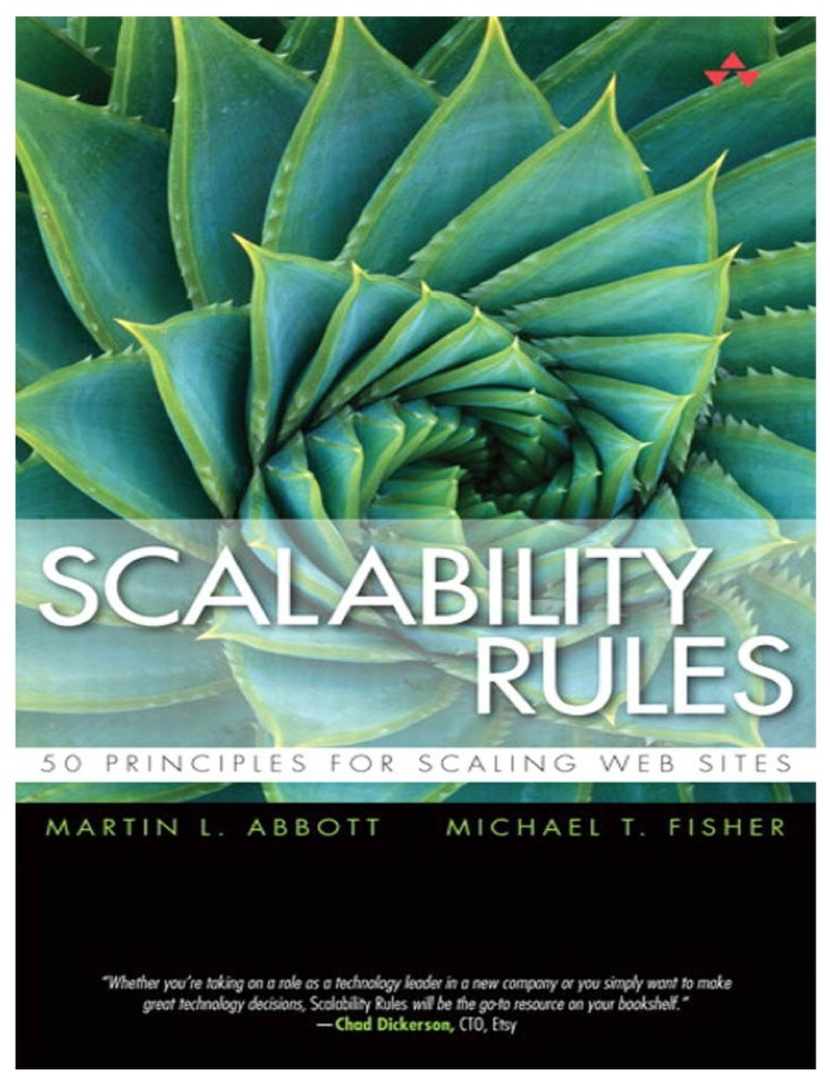 SCALABILITY
RULES
50 PRINCIPLES FOR SCALING WEB SITES
MARTIN L. ABBOTT MICHAEL T. FISHER
“Whether you’re taking on a role as a technology leader in a new company or you simply want to make
great technology decisions, Scalability Rules will be the go-to resource on your bookshelf.”
—Chad Dickerson, CTO, Etsy